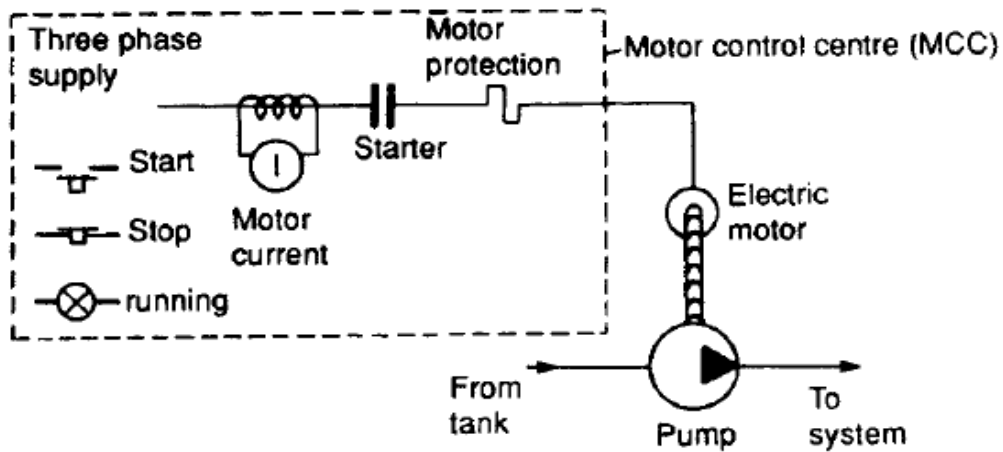 Three phase
supply
Motor
protection
Motor control centre (MCC)
Starter
Start
I
Motor
current
Stop
running
Electric
motor
From
tank
Pump
To
system